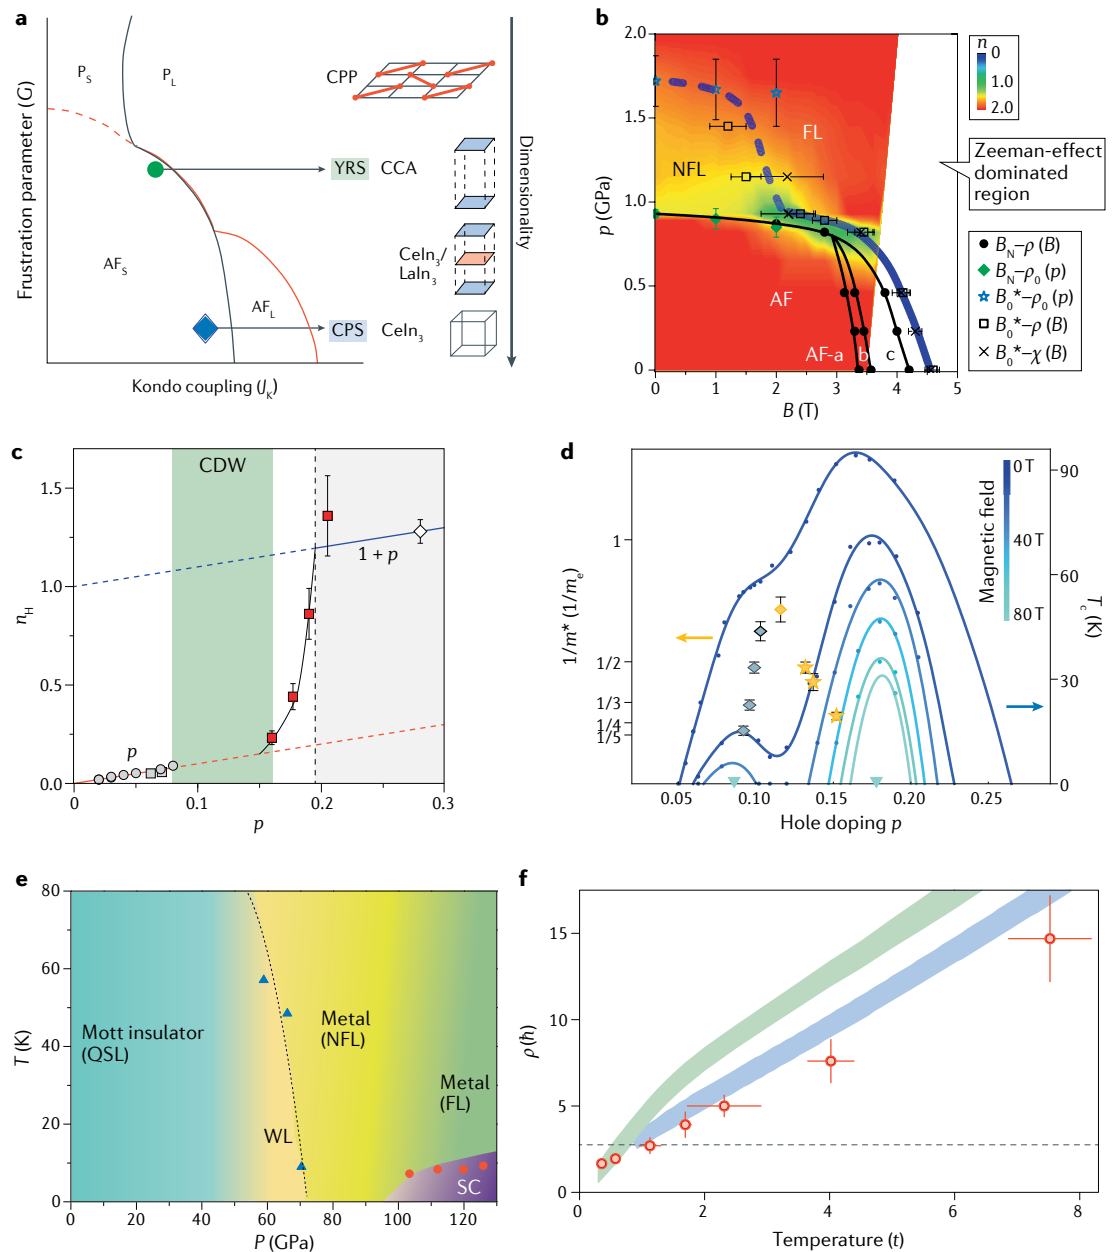 a
Frustration parameter (G)
Kondo coupling (J_K)
P_S
P_L
AF_S
AF_L
CPP
YRS CCA
CeIn_3/
LaIn_3
CPS CeIn_3
Dimensionality
b
p (GPa)
2.0
1.5
1.0
0.5
0
0 1 2 3 4 5
B (T)
NFL
FL
AF
AF-a b c
n
0
1.0
2.0
Zeeman-effect
dominated
region
B_N–ρ (B)
B_N–ρ_0 (p)
B_0*–ρ_0 (p)
B_0*–ρ (B)
B_0*–χ (B)
c
CDW
n_H
1.5
1.0
0.5
0.0
1 + p
p
0 0.1 0.2 0.3
p
d
1/m* (1/m_e)
1
1/2
1/3
1/4
1/5
Magnetic field
0 T
40 T
80 T
90
60
30
0
T_c (K)
0.05 0.10 0.15 0.20 0.25
Hole doping p
e
T (K)
80
60
40
20
0
Mott insulator
(QSL)
Metal
(NFL)
Metal
(FL)
WL
SC
0 20 40 60 80 100 120
P (GPa)
f
ρ (ħ)
15
10
5
0
0 2 4 6 8
Temperature (t)